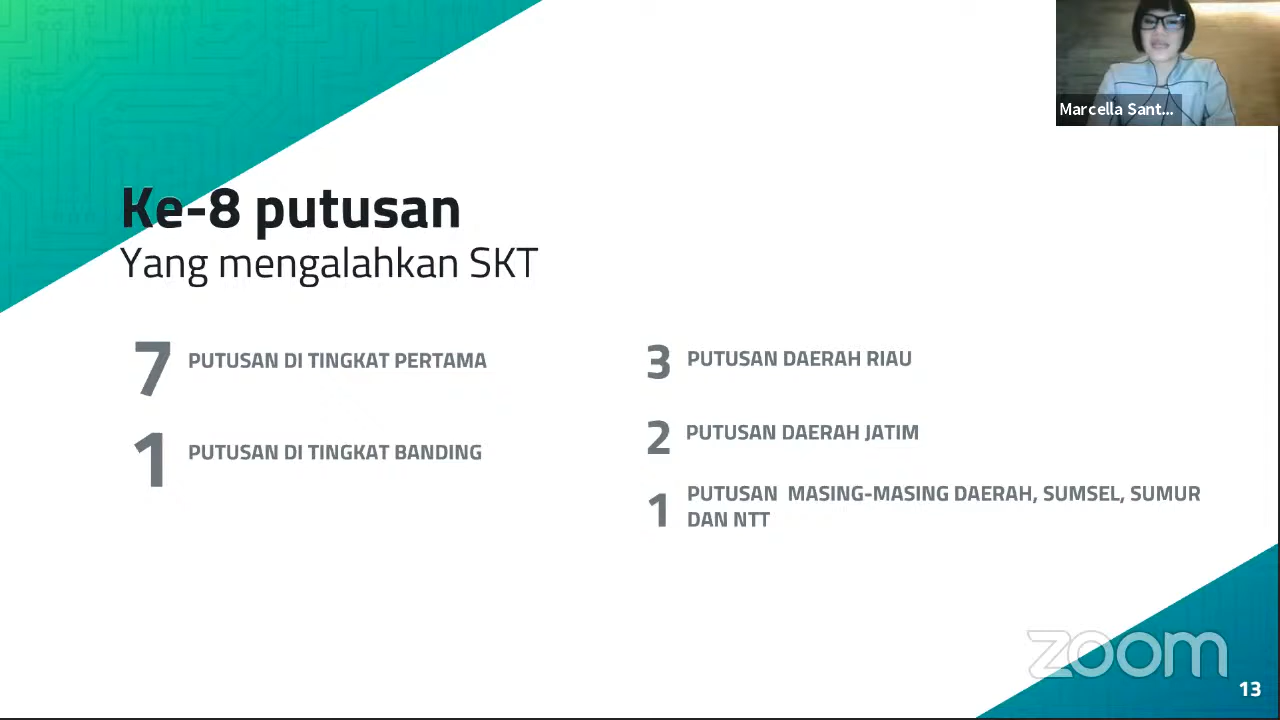 Marcella Sant...
Ke-8 putusan
Yang mengalahkan SKT
7
PUTUSAN DI TINGKAT PERTAMA
1
PUTUSAN DI TINGKAT BANDING
3
PUTUSAN DAERAH RIAU
2
PUTUSAN DAERAH JATIM
1
PUTUSAN MASING-MASING DAERAH, SUMSEL, SUMUR
DAN NTT
zoom
13